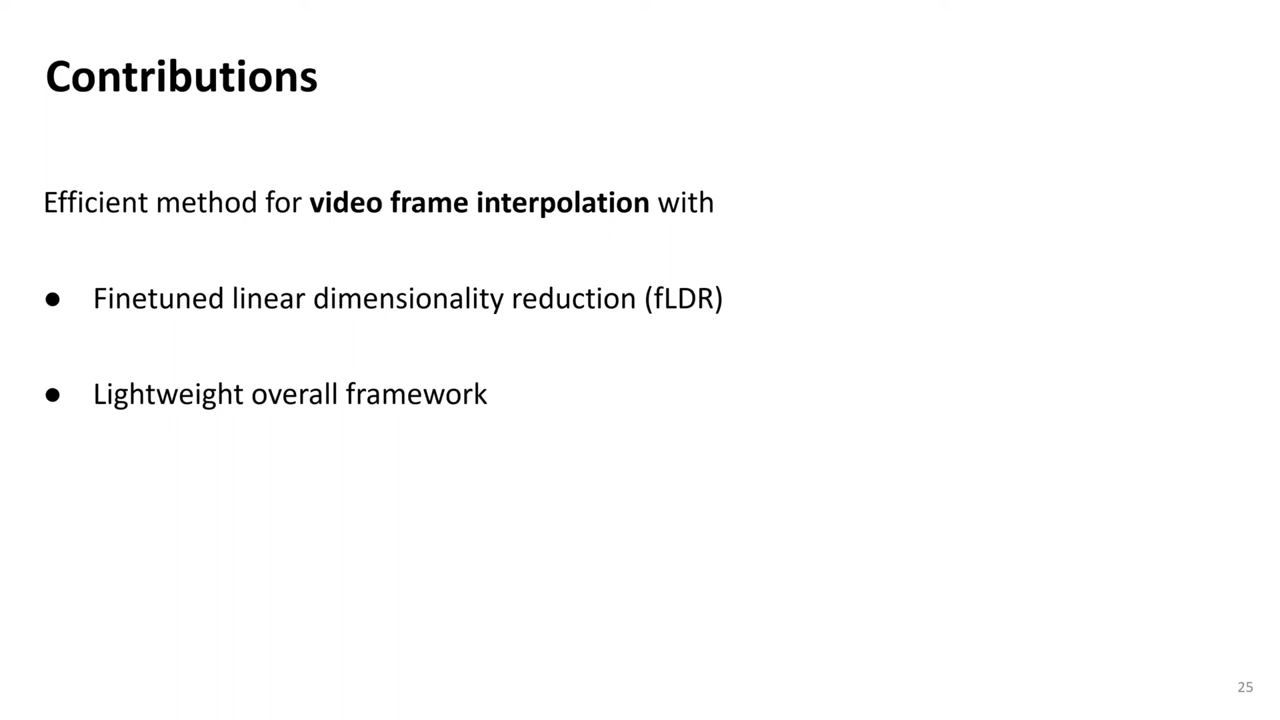 Contributions
Efficient method for video frame interpolation with
● Finetuned linear dimensionality reduction (fLDR)
● Lightweight overall framework
25